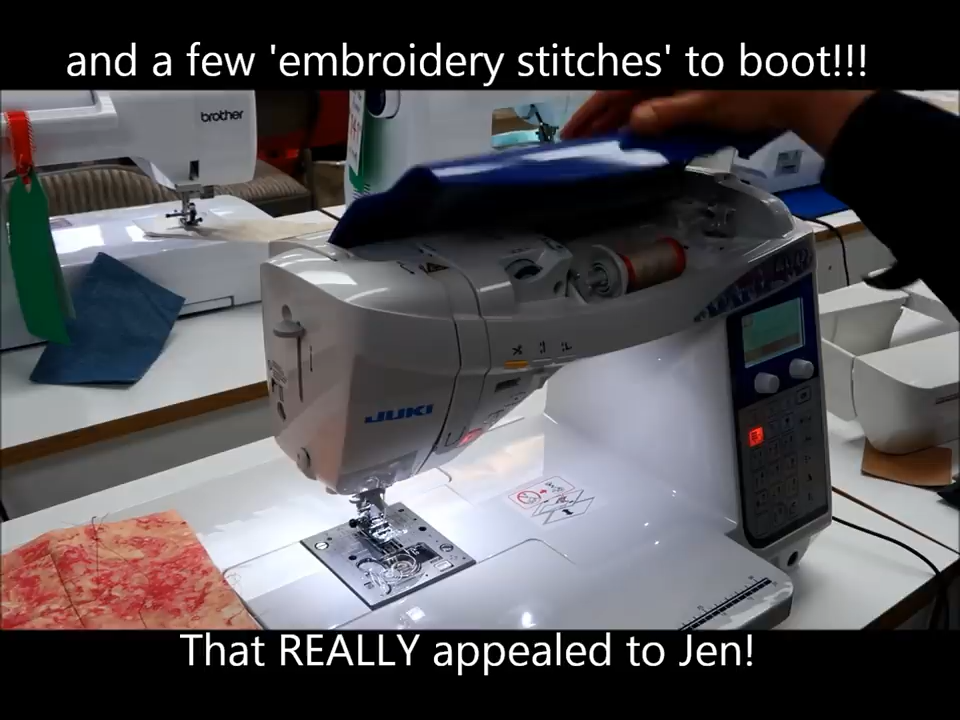 and a few 'embroidery stitches' to boot!!!
brother
JUKI
That REALLY appealed to Jen!